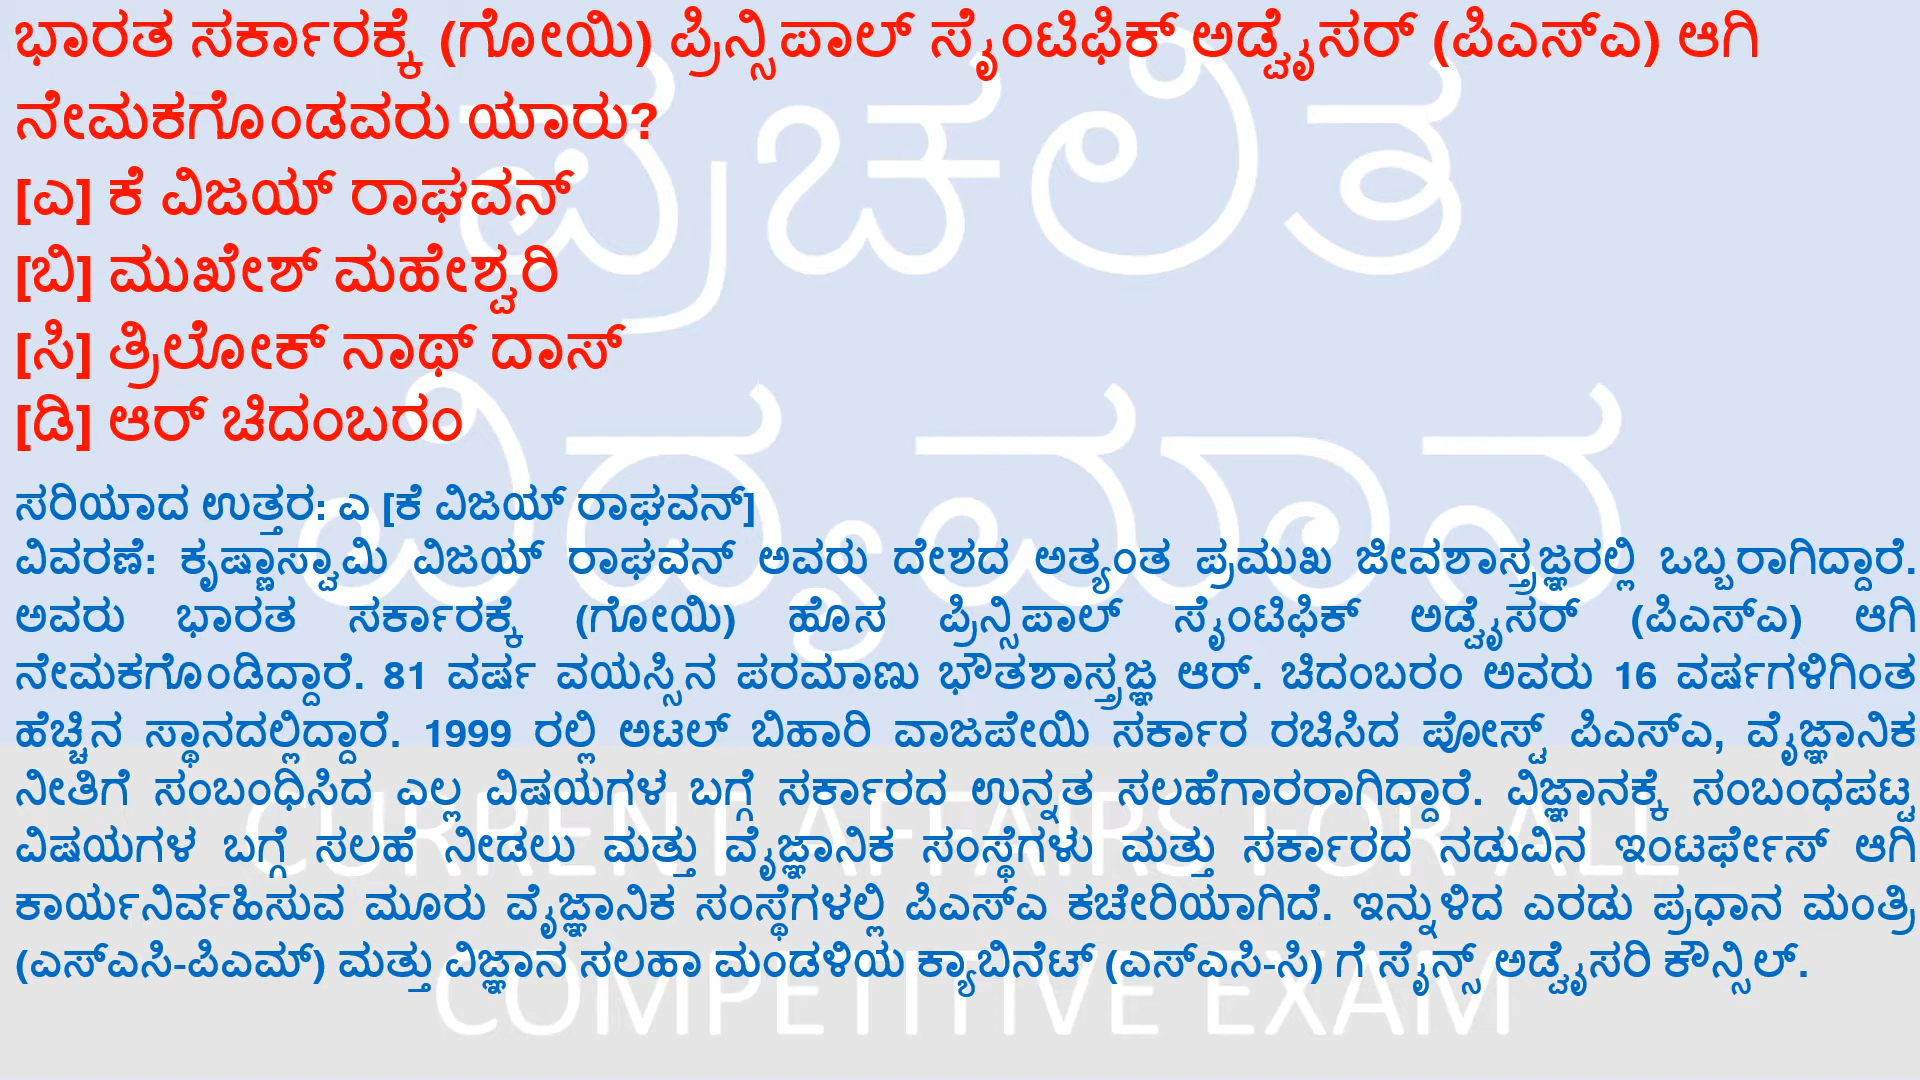 ಭಾರತ ಸರ್ಕಾರಕ್ಕೆ (ಗೋಯಿ) ಪ್ರಿನ್ಸಿಪಾಲ್ ಸೈಂಟಿಫಿಕ್ ಅಡ್ವೈಸರ್ (ಪಿಎಸ್ಎ) ಆಗಿ
ನೇಮಕಗೊಂಡವರು ಯಾರು?
[ಎ] ಕೆ ವಿಜಯ್ ರಾಘವನ್
[ಬಿ] ಮುಖೇಶ್ ಮಹೇಶ್ವರಿ
[ಸಿ] ತ್ರಿಲೋಕ್ ನಾಥ್ ದಾಸ್
[ಡಿ] ಆರ್ ಚಿದಂಬರಂ
ಸರಿಯಾದ ಉತ್ತರ: ಎ [ಕೆ ವಿಜಯ್ ರಾಘವನ್]
ವಿವರಣೆ: ಕೃಷ್ಣಾಸ್ವಾಮಿ ವಿಜಯ್ ರಾಘವನ್ ಅವರು ದೇಶದ ಅತ್ಯಂತ ಪ್ರಮುಖ ಜೀವಶಾಸ್ತ್ರಜ್ಞರಲ್ಲಿ ಒಬ್ಬರಾಗಿದ್ದಾರೆ.
ಅವರು ಭಾರತ ಸರ್ಕಾರಕ್ಕೆ (ಗೋಯಿ) ಹೊಸ ಪ್ರಿನ್ಸಿಪಾಲ್ ಸೈಂಟಿಫಿಕ್ ಅಡ್ವೈಸರ್ (ಪಿಎಸ್ಎ) ಆಗಿ
ನೇಮಕಗೊಂಡಿದ್ದಾರೆ. 81 ವರ್ಷ ವಯಸ್ಸಿನ ಪರಮಾಣು ಭೌತಶಾಸ್ತ್ರಜ್ಞ ಆರ್. ಚಿದಂಬರಂ ಅವರು 16 ವರ್ಷಗಳಿಗಿಂತ
ಹೆಚ್ಚಿನ ಸ್ಥಾನದಲ್ಲಿದ್ದಾರೆ. 1999 ರಲ್ಲಿ ಅಟಲ್ ಬಿಹಾರಿ ವಾಜಪೇಯಿ ಸರ್ಕಾರ ರಚಿಸಿದ ಪೋಸ್ಟ್ ಪಿಎಸ್ಎ, ವೈಜ್ಞಾನಿಕ
ನೀತಿಗೆ ಸಂಬಂಧಿಸಿದ ಎಲ್ಲ ವಿಷಯಗಳ ಬಗ್ಗೆ ಸರ್ಕಾರದ ಉನ್ನತ ಸಲಹೆಗಾರರಾಗಿದ್ದಾರೆ. ವಿಜ್ಞಾನಕ್ಕೆ ಸಂಬಂಧಪಟ್ಟ
ವಿಷಯಗಳ ಬಗ್ಗೆ ಸಲಹೆ ನೀಡಲು ಮತ್ತು ವೈಜ್ಞಾನಿಕ ಸಂಸ್ಥೆಗಳು ಮತ್ತು ಸರ್ಕಾರದ ನಡುವಿನ ಇಂಟರ್ಫೇಸ್ ಆಗಿ
ಕಾರ್ಯನಿರ್ವಹಿಸುವ ಮೂರು ವೈಜ್ಞಾನಿಕ ಸಂಸ್ಥೆಗಳಲ್ಲಿ ಪಿಎಸ್ಎ ಕಚೇರಿಯಾಗಿದೆ. ಇನ್ನುಳಿದ ಎರಡು ಪ್ರಧಾನ ಮಂತ್ರಿ
(ಎಸ್ಎಸಿ-ಪಿಎಮ್) ಮತ್ತು ವಿಜ್ಞಾನ ಸಲಹಾ ಮಂಡಳಿಯ ಕ್ಯಾಬಿನೆಟ್ (ಎಸ್ಎಸಿ-ಸಿ) ಗೆ ಸೈನ್ಸ್ ಅಡ್ವೈಸರಿ ಕೌನ್ಸಿಲ್.
ಪ್ರಚಲಿತ
ವಿದ್ಯಮಾನ
CURRENT AFFAIRS FOR ALL
COMPETITIVE EXAM